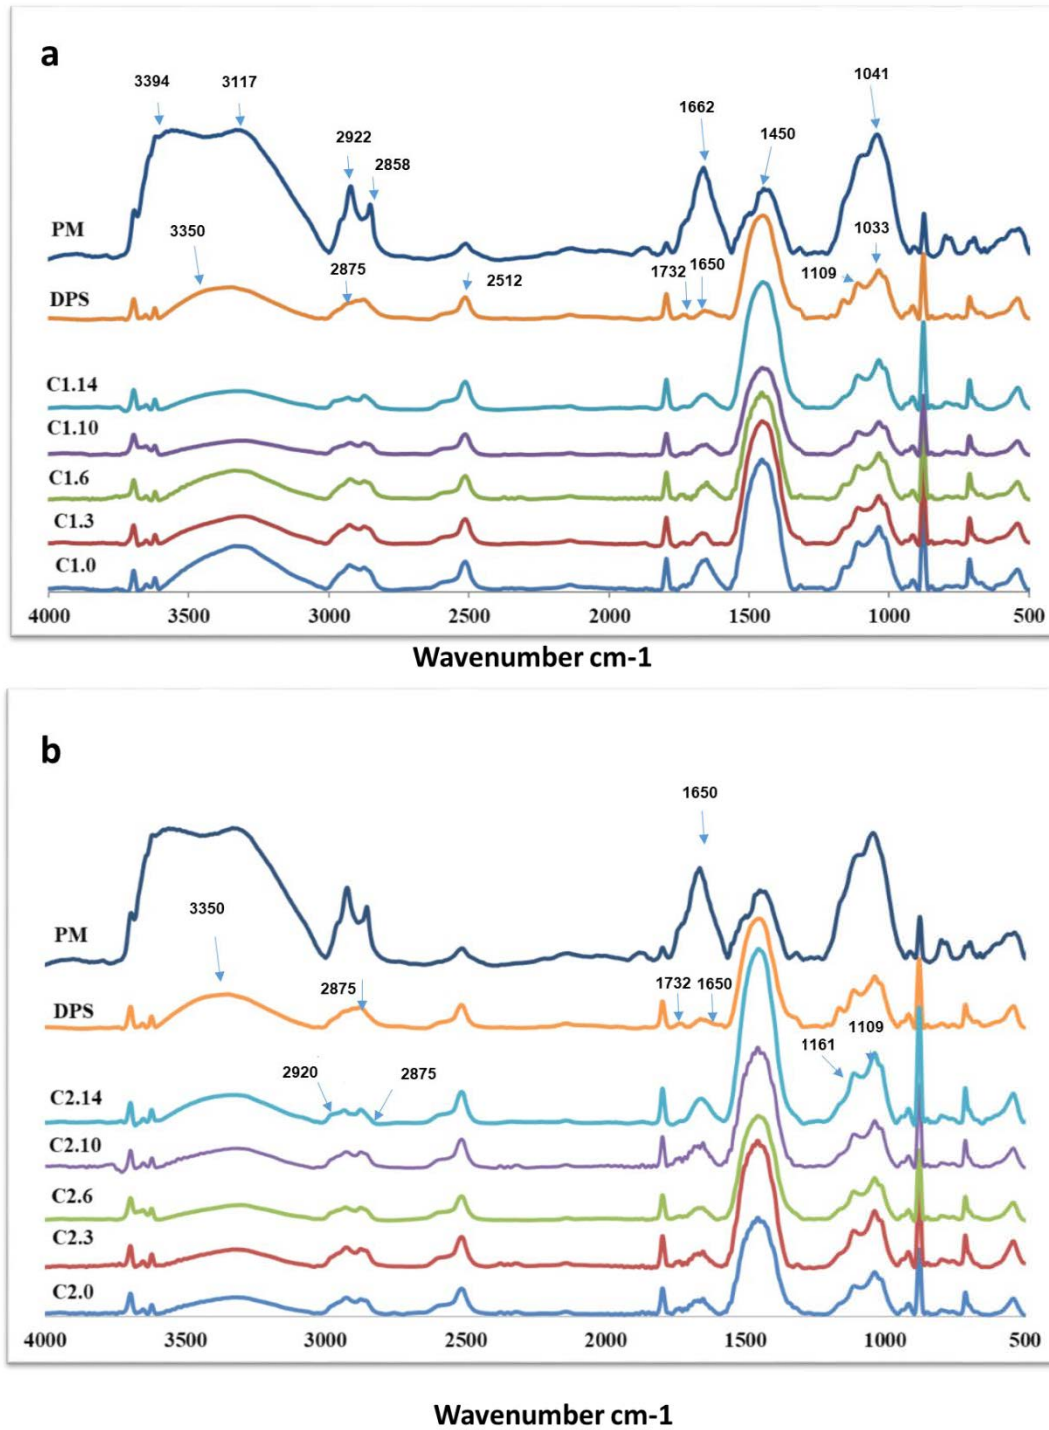 a
3394 3117 1041
1662
2922 1450
2858
PM
3350 1033
2875 2512 1732 1650 1109
DPS
C1.14
C1.10
C1.6
C1.3
C1.0
4000 3500 3000 2500 2000 1500 1000 500
Wavenumber cm-1
b
1650
3350
PM
2875 1732 1650
DPS
1161 1109
2920 2875
C2.14
C2.10
C2.6
C2.3
C2.0
4000 3500 3000 2500 2000 1500 1000 500
Wavenumber cm-1